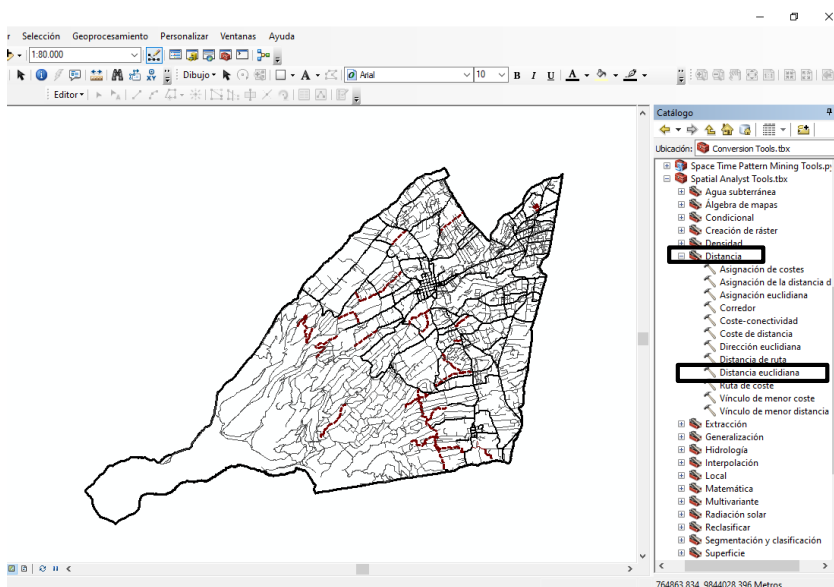 r Selección Geoprocesamiento Personalizar Ventanas Ayuda
1:80.000
Dibujo A Arial 10 B I U A
Editor
Catálogo
Ubicación: Conversion Tools.tbx
Space Time Pattern Mining Tools.py
Spatial Analyst Tools.tbx
Agua subterránea
Álgebra de mapas
Condicional
Creación de ráster
Densidad
Distancia
Asignación de costes
Asignación de la distancia d
Asignación euclidiana
Corredor
Coste-conectividad
Coste de distancia
Dirección euclidiana
Distancia de ruta
Distancia euclidiana
Ruta de coste
Vínculo de menor coste
Vínculo de menor distancia
Extracción
Generalización
Hidrología
Interpolación
Local
Matemática
Multivariante
Radiación solar
Reclasificar
Segmentación y clasificación
Superficie
764863,834 9844028,396 Metros